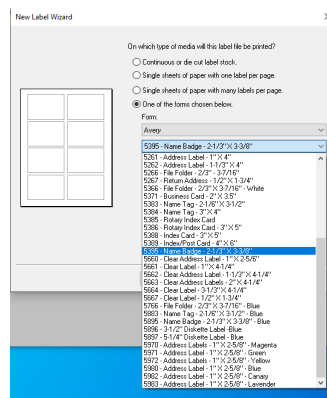 New Label Wizard
On which type of media will this label file be printed?
Continuous or die cut label stock.
Single sheets of paper with one label per page.
Single sheets of paper with many labels per page.
One of the forms chosen below.
Form:
Avery
5395 - Name Badge - 2-1/3" X 3-3/8"
5261 - Address Label - 1" X 4"
5262 - Address Label - 1-1/3" X 4"
5266 - File Folder - 2/3" - 3-7/16"
5267 - Return Address - 1/2" X 1-3/4"
5366 - File Folder - 2/3" X 3-7/16" - White
5371 - Business Card - 2" X 3.5"
5383 - Name Tag - 2-1/6" X 3-1/2"
5384 - Name Tag - 3" X 4"
5385 - Rotary Index Card
5386 - Rotary Index Card - 3" X 5"
5388 - Index Card - 3" X 5"
5389 - Index/Post Card - 4" X 6"
5395 - Name Badge - 2-1/3" X 3-3/8"
5660 - Clear Address Label - 1" X 2-5/6"
5661 - Clear Label - 1" X 4-1/4"
5662 - Clear Address Label - 1-1/3" X 4-1/4"
5663 - Clear Address Labels - 2" X 4-1/4"
5664 - Clear Label - 3-1/3" X 4-1/4"
5667 - Clear Label - 1/2" X 1-3/4"
5766 - File Folder - 2/3" X 3-7/16" - Blue
5883 - Name Tag - 2-1/6" X 3-1/2" - Blue
5895 - Name Badge - 2-1/3" X 3-3/8" - Blue
5896 - 3-1/2" Diskette Label -Blue
5897 - 5-1/4" Diskette Label - Blue
5970 - Address Labels - 1" X 2-5/8" - Magenta
5971 - Address Labels - 1" X 2-5/8" - Green
5972 - Address Labels - 1" X 2-5/8" - Yellow
5980 - Address Labels - 1" X 2-5/8" - Blue
5982 - Address Labels - 1" X 2-5/8" - Canary
5983 - Address Labels - 1" X 2-5/8" - Lavender